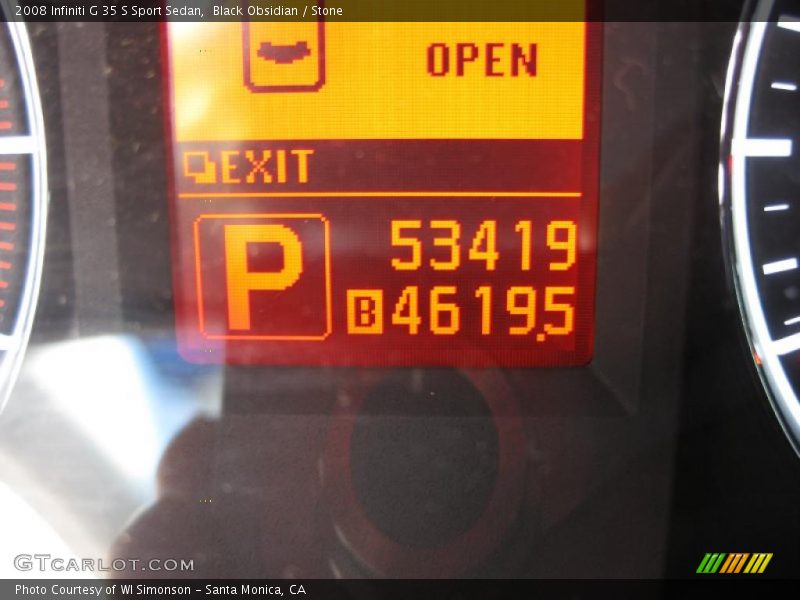 2008 Infiniti G 35 S Sport Sedan,  Black Obsidian / Stone
OPEN
EXIT
P
53419
B 4619.5
GTCARLOT.COM
Photo Courtesy of WI Simonson - Santa Monica, CA